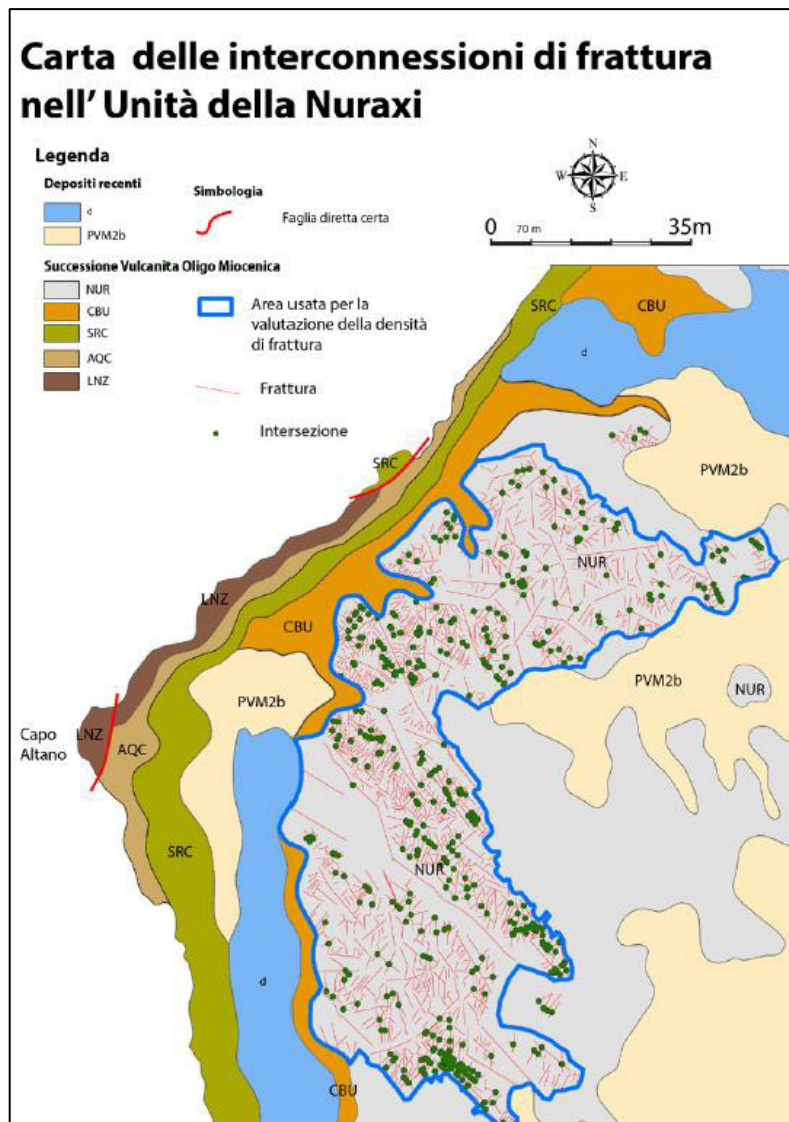 Carta delle interconnessioni di frattura
nell' Unità della Nuraxi
Legenda
Depositi recenti
d
PVM2b
Simbologia
Faglia diretta certa
N
W E
S
0 70 m 35m
Successione Vulcanita Oligo Miocenica
NUR
CBU
SRC
AQC
LNZ
Area usata per la
valutazione della densità
di frattura
Frattura
Intersezione
SRC
CBU
d
SRC
PVM2b
NUR
LNZ
CBU
PVM2b
NUR
PVM2b
Capo
Altano
LNZ
AQC
SRC
NUR
d
CBU